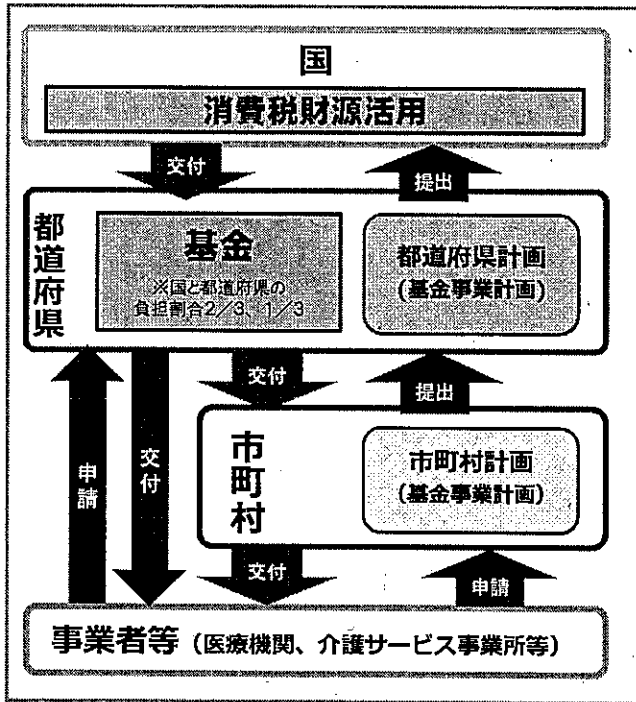 国
消費税財源活用
交付
提出
都道府県
基金
※国と都道府県の
負担割合2/3、1/3
都道府県計画
(基金事業計画)
交付
提出
申請
交付
市町村
市町村計画
(基金事業計画)
交付
申請
事業者等（医療機関、介護サービス事業所等）